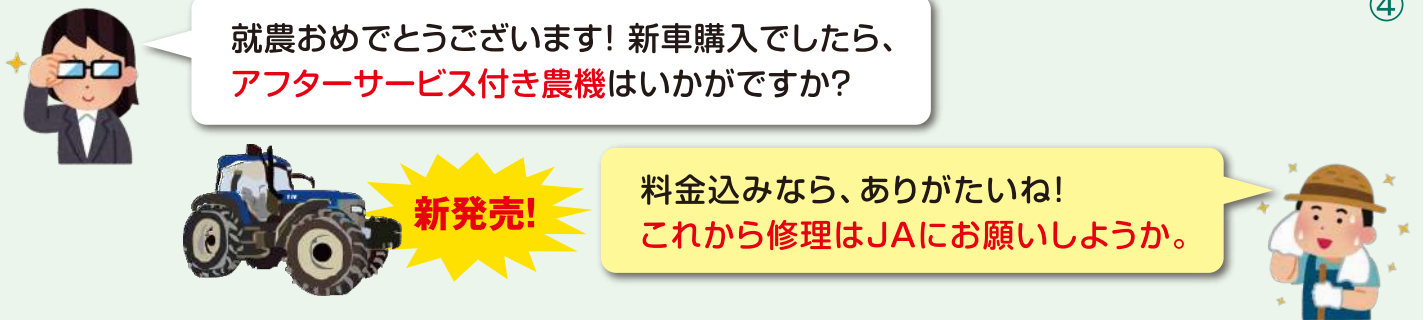 ④
就農おめでとうございます! 新車購入でしたら、
アフターサービス付き農機はいかがですか?
新発売!
料金込みなら、ありがたいね!
これから修理はJAにお願いしようか。